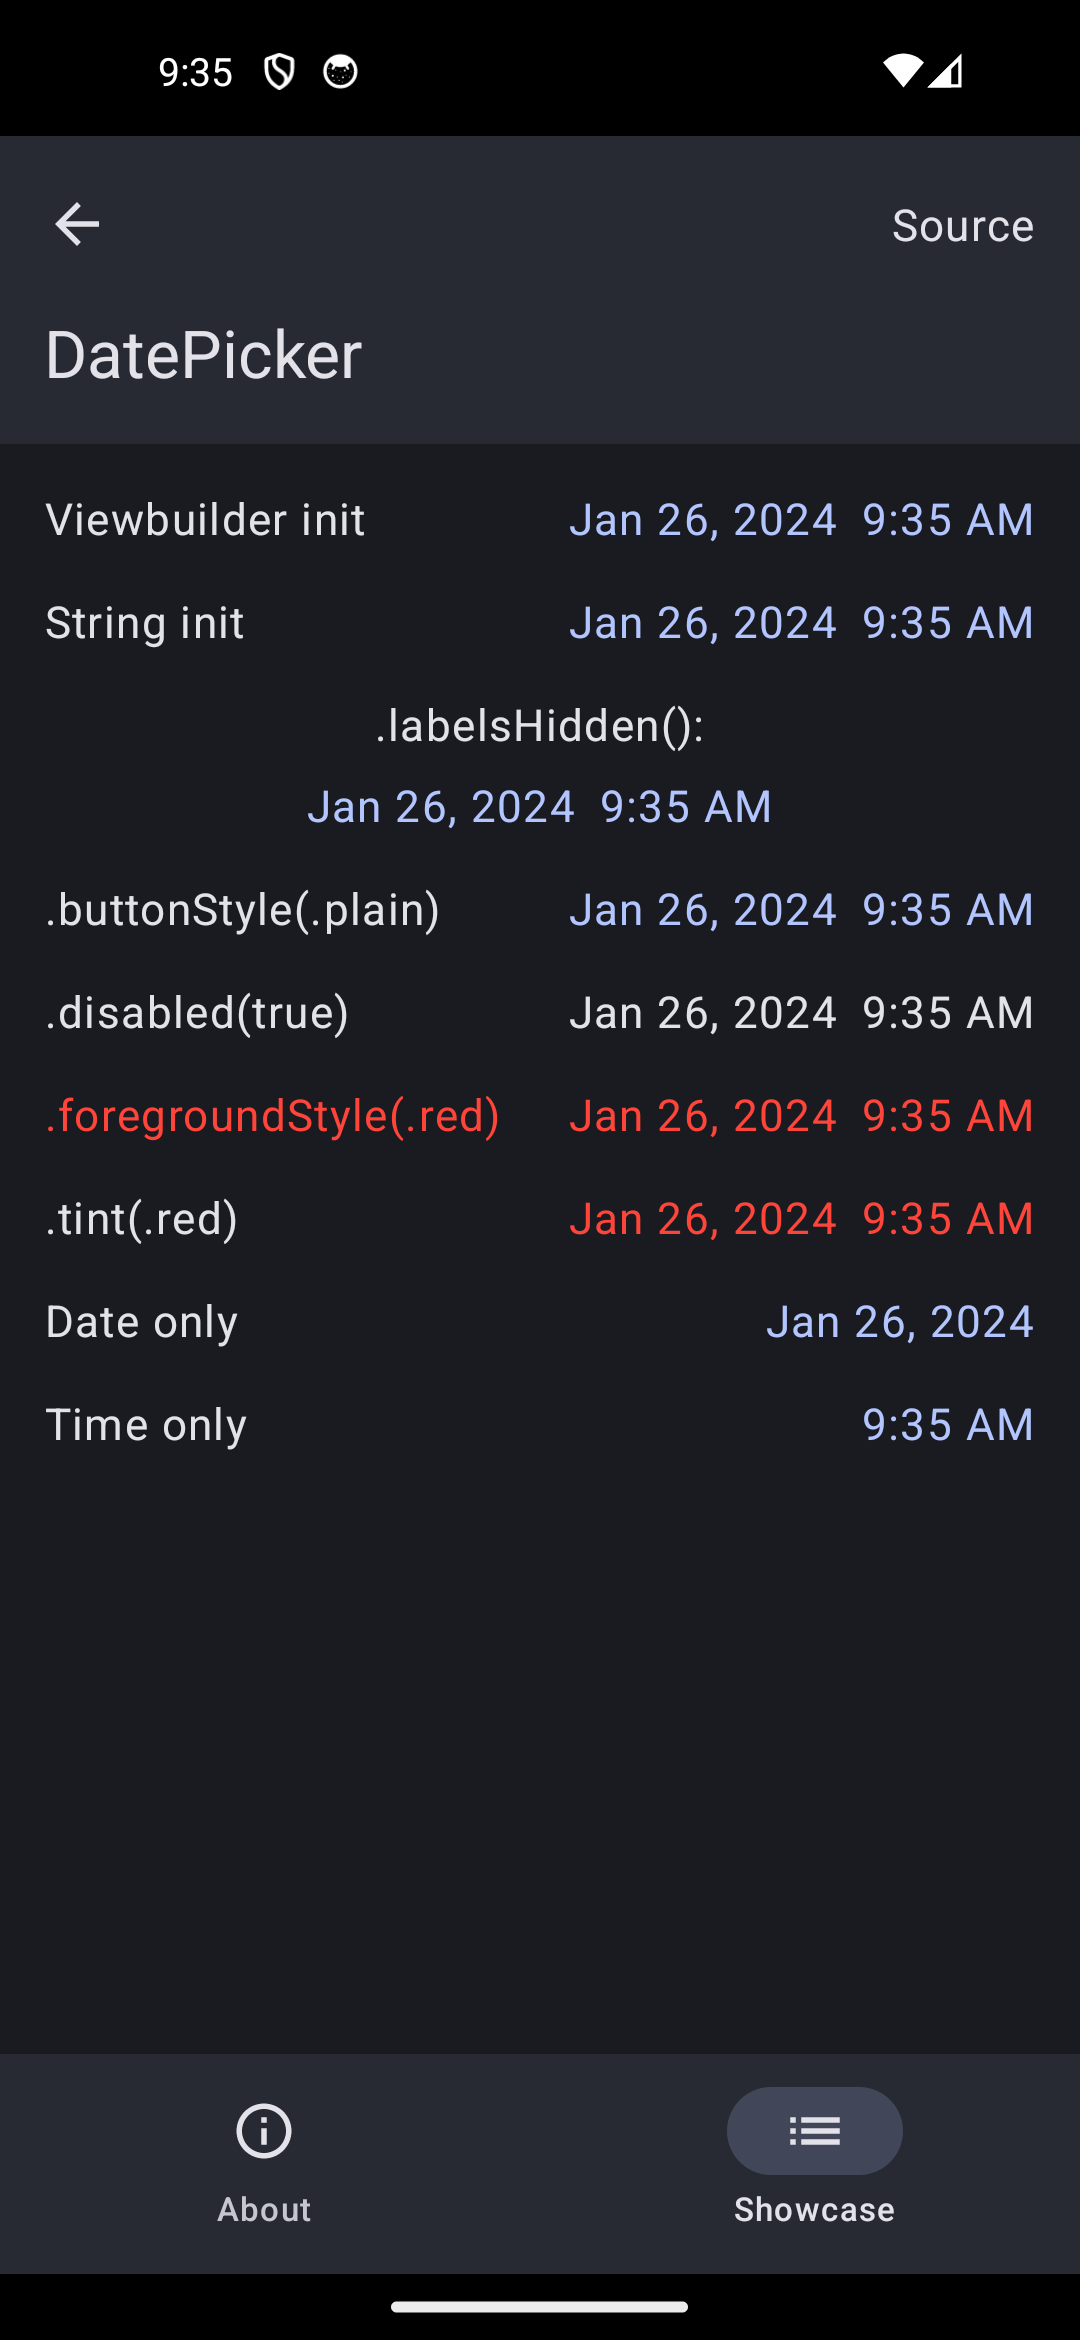 9:35
Source
DatePicker
Viewbuilder init Jan 26, 2024 9:35 AM
String init Jan 26, 2024 9:35 AM
.labelsHidden():
Jan 26, 2024 9:35 AM
.buttonStyle(.plain) Jan 26, 2024 9:35 AM
.disabled(true) Jan 26, 2024 9:35 AM
.foregroundStyle(.red) Jan 26, 2024 9:35 AM
.tint(.red) Jan 26, 2024 9:35 AM
Date only Jan 26, 2024
Time only 9:35 AM
About Showcase